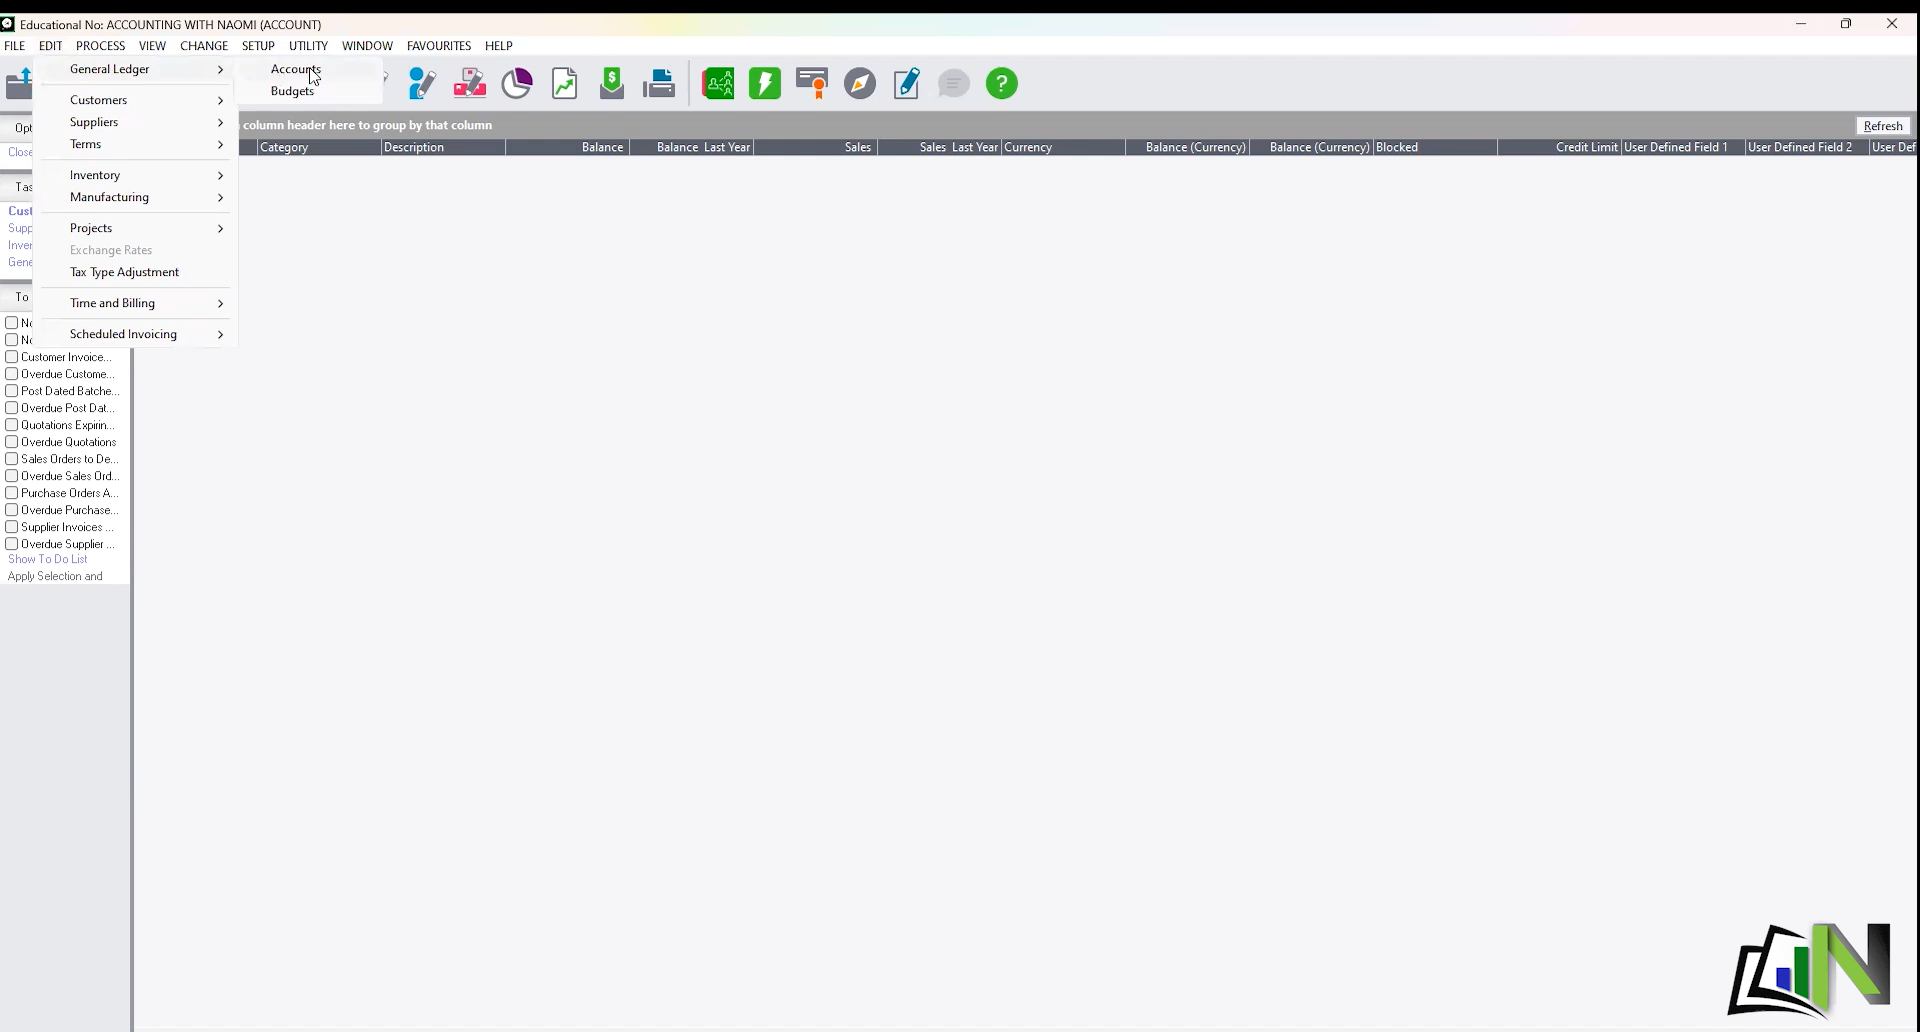 Educational No: ACCOUNTING WITH NAOMI (ACCOUNT)
FILE EDIT PROCESS VIEW CHANGE SETUP UTILITY WINDOW FAVOURITES HELP
General Ledger
Accounts
Budgets
Customers
Suppliers
Terms
Inventory
Manufacturing
Projects
Exchange Rates
Tax Type Adjustment
Time and Billing
Scheduled Invoicing
column header here to group by that column
Refresh
Category Description Balance Balance Last Year Sales Sales Last Year Currency Balance (Currency) Balance (Currency) Blocked Credit Limit User Defined Field 1 User Defined Field 2 User Def
Opt
Close
Tas
Cust
Supp
Inver
Gene
To
No
No
Customer Invoice...
Overdue Custome...
Post Dated Batche...
Overdue Post Dat...
Quotations Expirin...
Overdue Quotations
Sales Orders to De...
Overdue Sales Ord...
Purchase Orders A...
Overdue Purchase...
Supplier Invoices ...
Overdue Supplier ...
Show To Do List
Apply Selection and
N